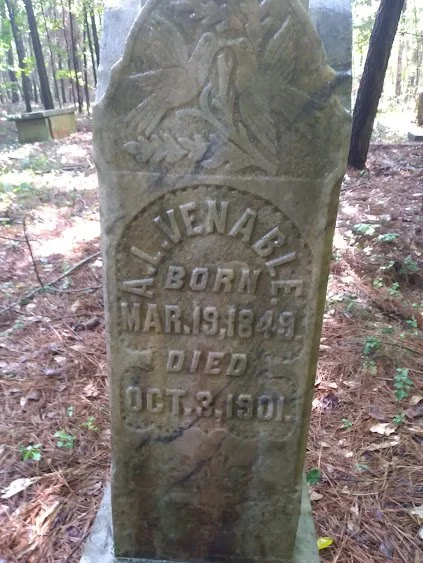 A.L. VENABLE.
BORN
MAR. 19, 1849,
DIED
OCT. 3, 1901.